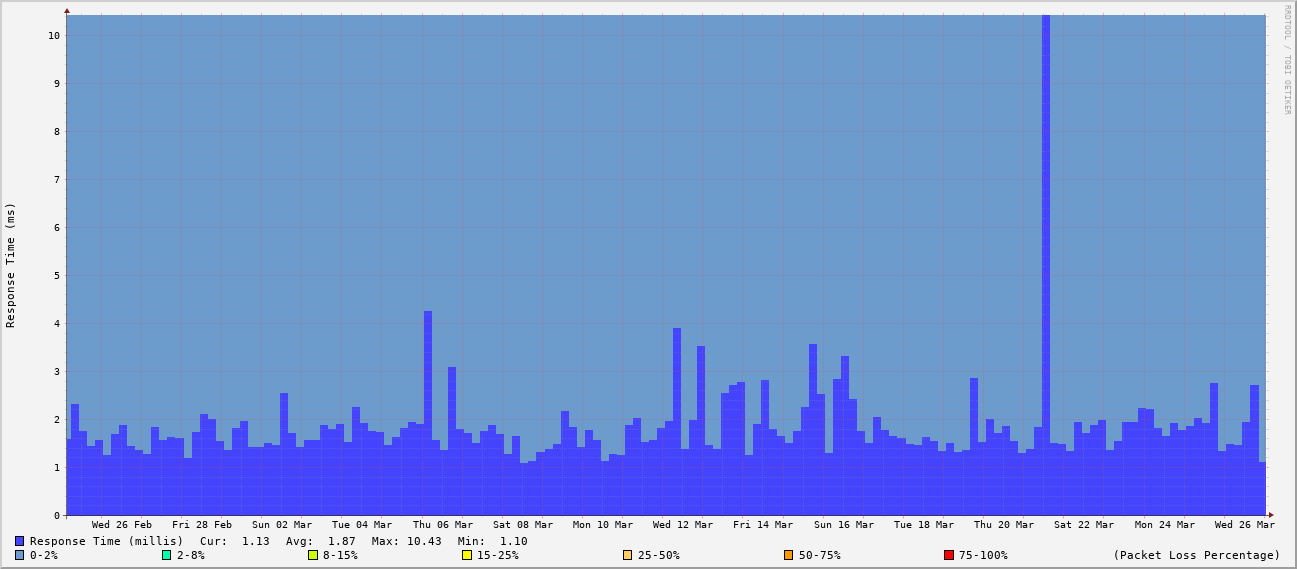 RRDTOOL / TOBI OETIKER
Response Time (ms)
10
9
8
7
6
5
4
3
2
1
0
Wed 26 Feb Fri 28 Feb Sun 02 Mar Tue 04 Mar Thu 06 Mar Sat 08 Mar Mon 10 Mar Wed 12 Mar Fri 14 Mar Sun 16 Mar Tue 18 Mar Thu 20 Mar Sat 22 Mar Mon 24 Mar Wed 26 Mar
Response Time (millis) Cur: 1.13 Avg: 1.87 Max: 10.43 Min: 1.10
0-2% 2-8% 8-15% 15-25% 25-50% 50-75% 75-100% (Packet Loss Percentage)